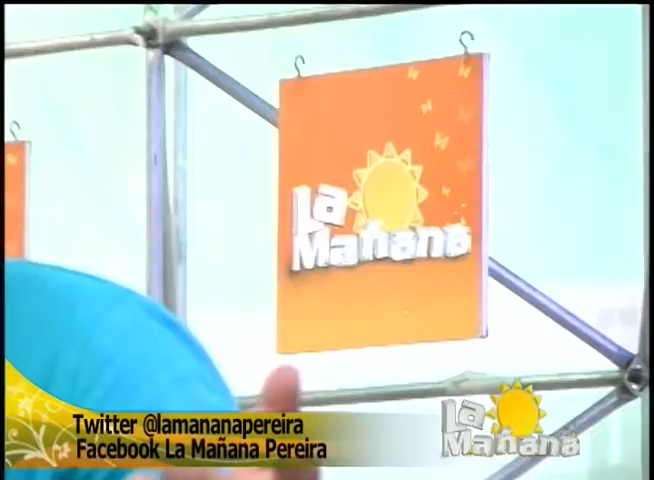 La
Mañana
Twitter @lamananapereira
Facebook La Mañana Pereira
La
Mañana